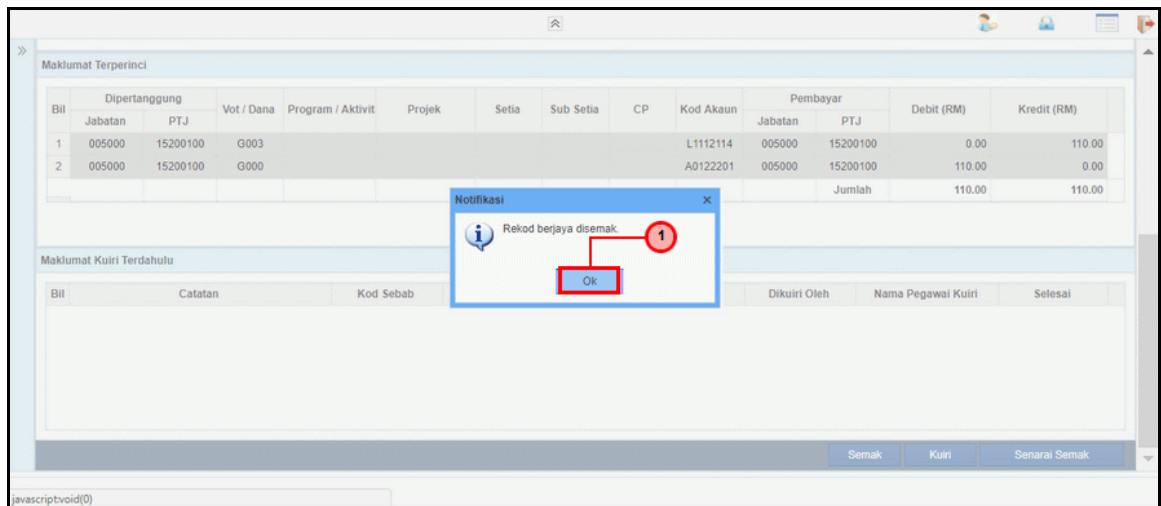 Maklumat Terperinci
Bil Dipertanggung Vot / Dana Program / Aktivit Projek Setia Sub Setia CP Kod Akaun Pembayar Debit (RM) Kredit (RM)
Jabatan PTJ Jabatan PTJ
1 005000 15200100 G003 L1112114 005000 15200100 0.00 110.00
2 005000 15200100 G000 A0122201 005000 15200100 110.00 0.00
Jumlah 110.00 110.00
Notifikasi
Rekod berjaya disemak.
1
Ok
Maklumat Kuiri Terdahulu
Bil Catatan Kod Sebab Dikuiri Oleh Nama Pegawai Kuiri Selesai
Semak Kuiri Senarai Semak
javascript:void(0)